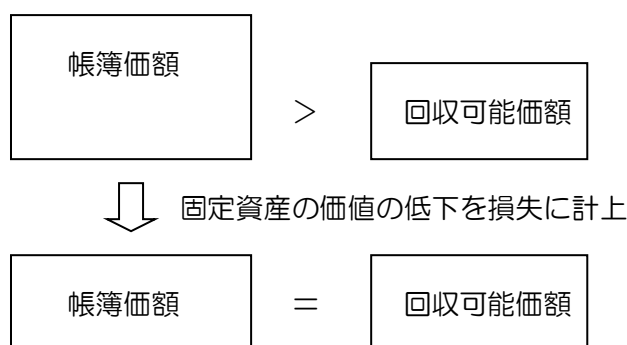 帳簿価額
＞
回収可能価額
固定資産の価値の低下を損失に計上
帳簿価額
＝
回収可能価額